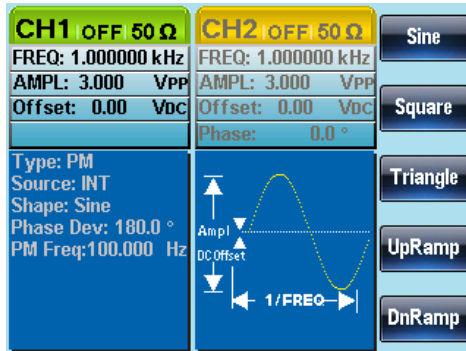 CH1 OFF 50 Ω
FREQ: 1.000000 kHz
AMPL: 3.000 VPP
Offset: 0.00 VDC
CH2 OFF 50 Ω
FREQ: 1.000000 kHz
AMPL: 3.000 VPP
Offset: 0.00 VDC
Phase: 0.0 °
Type: PM
Source: INT
Shape: Sine
Phase Dev: 180.0 °
PM Freq:100.000 Hz
Ampl
DC Offset
1/FREQ
Sine
Square
Triangle
UpRamp
DnRamp